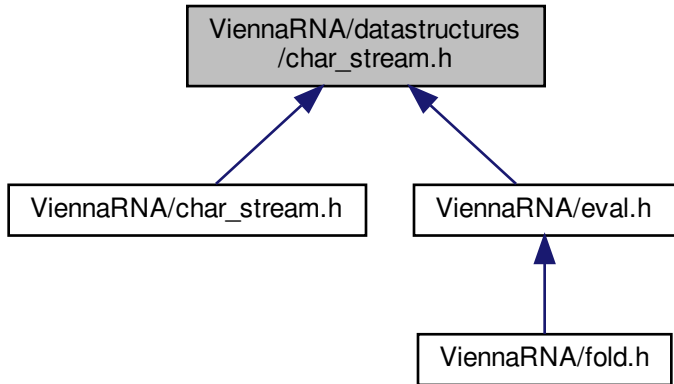 ViennaRNA/datastructures
/char_stream.h
ViennaRNA/char_stream.h
ViennaRNA/eval.h
ViennaRNA/fold.h